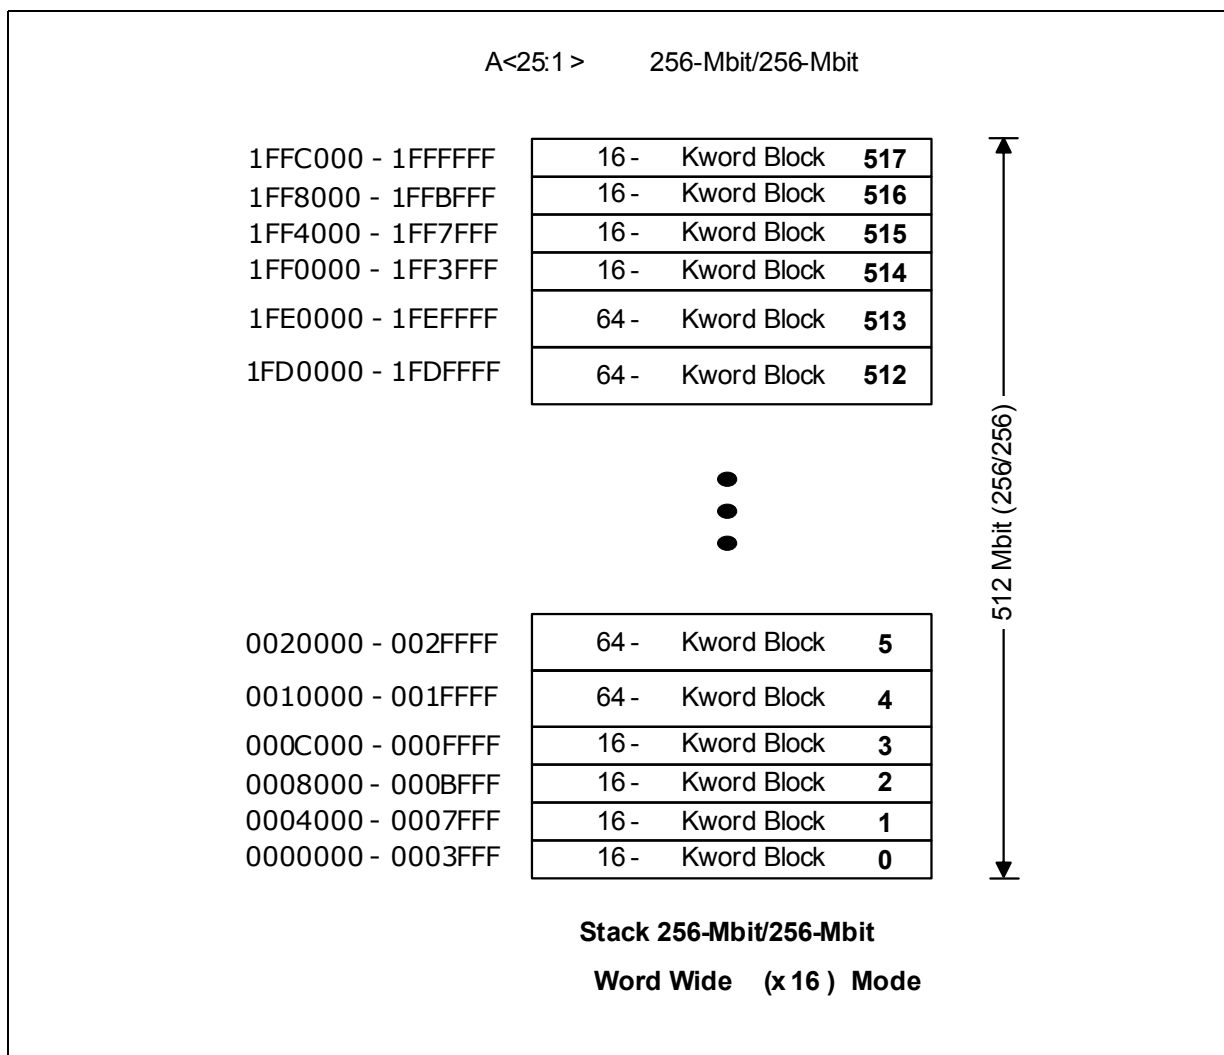 A<25:1 > 256-Mbit/256-Mbit
1FFC000 - 1FFFFFF 16 - Kword Block 517
1FF8000 - 1FFBFFF 16 - Kword Block 516
1FF4000 - 1FF7FFF 16 - Kword Block 515
1FF0000 - 1FF3FFF 16 - Kword Block 514
1FE0000 - 1FEFFFF 64 - Kword Block 513
1FD0000 - 1FDFFFF 64 - Kword Block 512
512 Mbit (256/256)
0020000 - 002FFFF 64 - Kword Block 5
0010000 - 001FFFF 64 - Kword Block 4
000C000 - 000FFFF 16 - Kword Block 3
0008000 - 000BFFF 16 - Kword Block 2
0004000 - 0007FFF 16 - Kword Block 1
0000000 - 0003FFF 16 - Kword Block 0
Stack 256-Mbit/256-Mbit
Word Wide (x 16 ) Mode